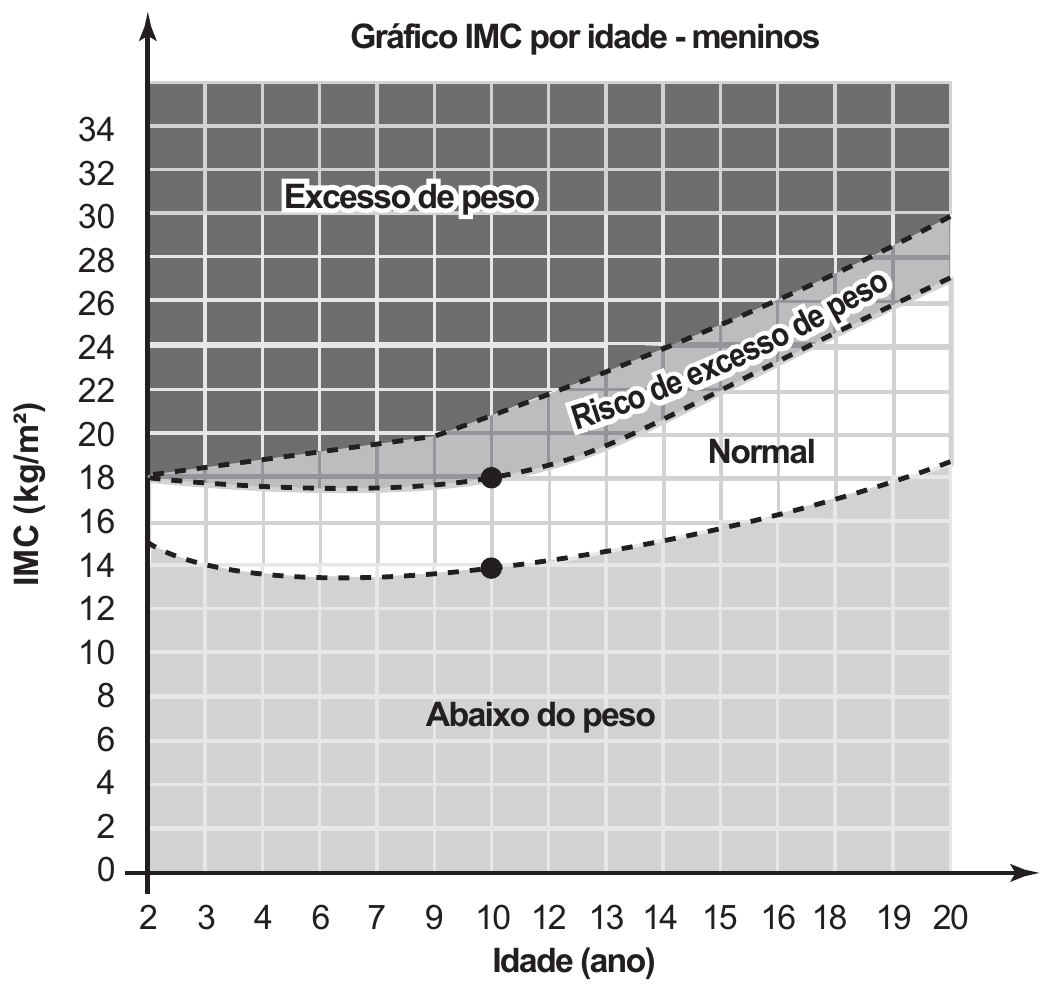 Gráfico IMC por idade - meninos
34
32
Excesso de peso
30
28
26
24
22
Risco de excesso de peso
20
Normal
18
16
14
12
10
8
Abaixo do peso
6
4
2
0
IMC (kg/m²)
2 3 4 6 7 9 10 12 13 14 15 16 18 19 20
Idade (ano)